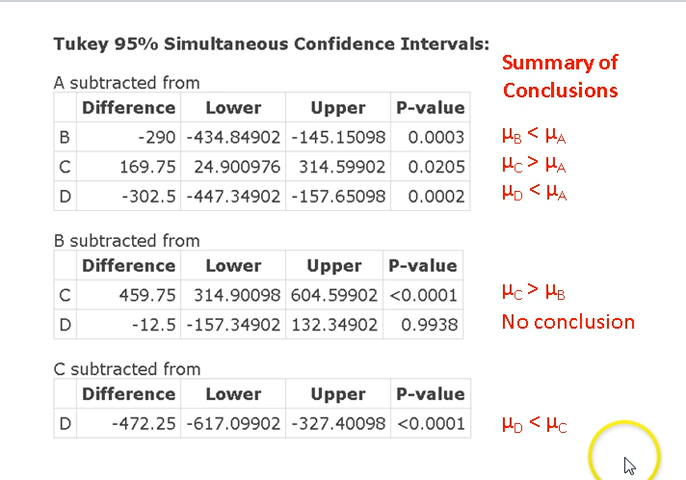 Tukey 95% Simultaneous Confidence Intervals:
Summary of
Conclusions
A subtracted from
Difference Lower Upper P-value
B -290 -434.84902 -145.15098 0.0003 μB < μA
C 169.75 24.900976 314.59902 0.0205 μC > μA
D -302.5 -447.34902 -157.65098 0.0002 μD < μA
B subtracted from
Difference Lower Upper P-value
C 459.75 314.90098 604.59902 <0.0001 μC > μB
D -12.5 -157.34902 132.34902 0.9938 No conclusion
C subtracted from
Difference Lower Upper P-value
D -472.25 -617.09902 -327.40098 <0.0001 μD < μC